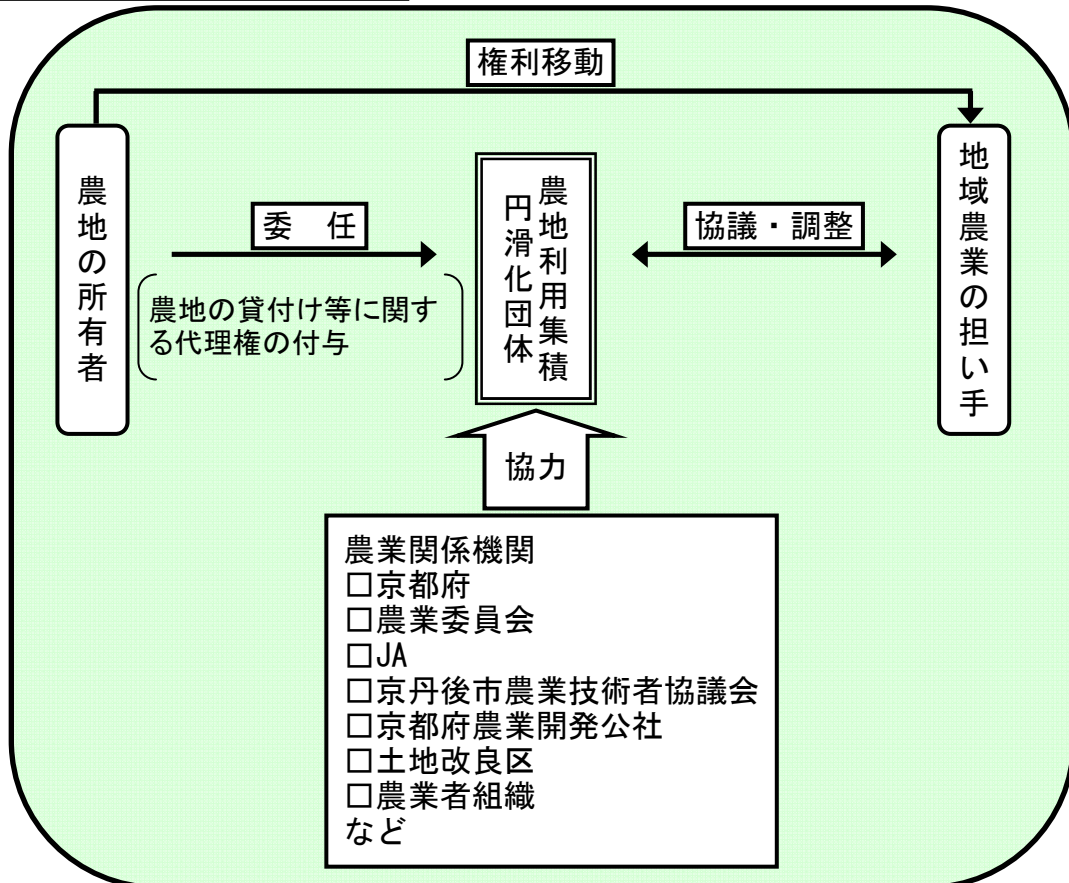 権利移動
農地の所有者
委　任
農地の貸付け等に関す
る代理権の付与
農地利用集積
円滑化団体
協議・調整
地域農業の担い手
協力
農業関係機関
□京都府
□農業委員会
□JA
□京丹後市農業技術者協議会
□京都府農業開発公社
□土地改良区
□農業者組織
など